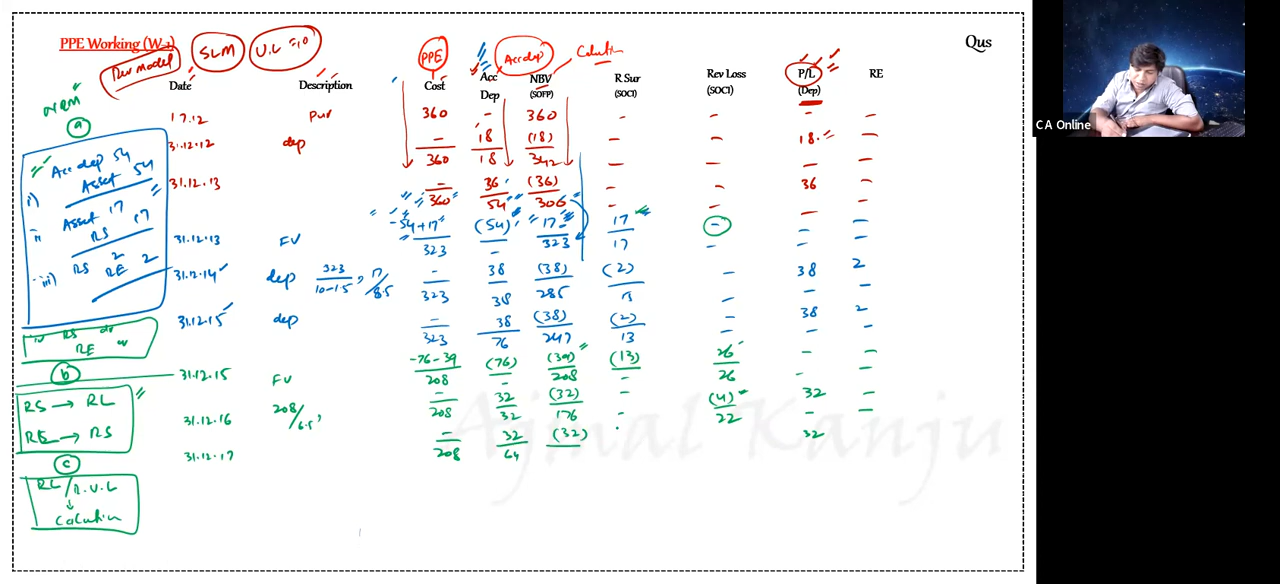 PPE Working (W-1) SLM U.L = 10 PPE Acc dep Calculation Qus
Rev model
Date Description Cost Acc Dep NBV (SOFP) R Sur (SOCI) Rev Loss (SOCI) P/L (Dep) RE
NRM
a
1.7.12 Pur 360 - 360 - - - -
31.12.12 dep - 18 (18) - - 18 -
360 18 342 - - - -
31.12.13 - 36 (36) - - 36 -
360 54 306 - - - -
31.12.13 FV -54+17 (54) 17 17 - - -
323 - 323 17 - - -
31.12.14 dep 323 / 10-1.5 , 17/8.5 - 38 (38) (2) - 38 2
323 38 285 - - -
31.12.15 dep - 38 (38) (2) - 38 2
323 76 247 13 - - -
31.12.15 FV -76-39 (76) (39) (13) 26 - -
208 - 208 - 26 - -
31.12.16 208/6.5 - 32 (32) - (4) 32 -
208 32 176 - 22 - -
31.12.17 - 32 (32) 32
208 64
Acc dep 54
Asset 54
i)
ii Asset 17
RS 17
iii) RS 2
RE 2
iv RS dr
RE cr
b
RS → RL
RE → RS
c
RL / R.U.L
↓
Calculation
Ajmal Kanju
C A Online